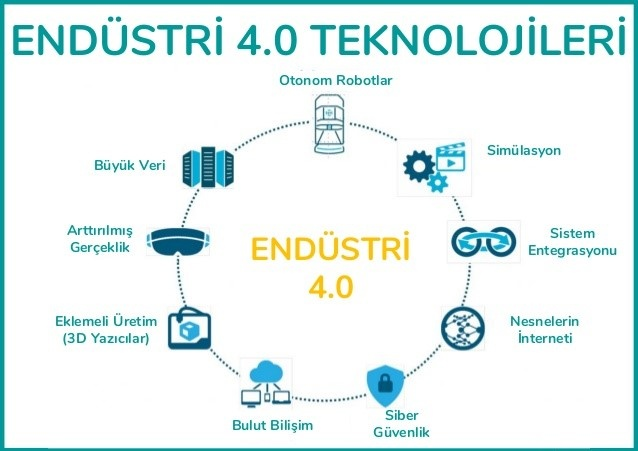 ENDÜSTRİ 4.0 TEKNOLOJİLERİ
Otonom Robotlar
Simülasyon
Büyük Veri
Arttırılmış
Gerçeklik
ENDÜSTRİ
4.0
Sistem
Entegrasyonu
Eklemeli Üretim
(3D Yazıcılar)
Nesnelerin
İnterneti
Bulut Bilişim
Siber
Güvenlik